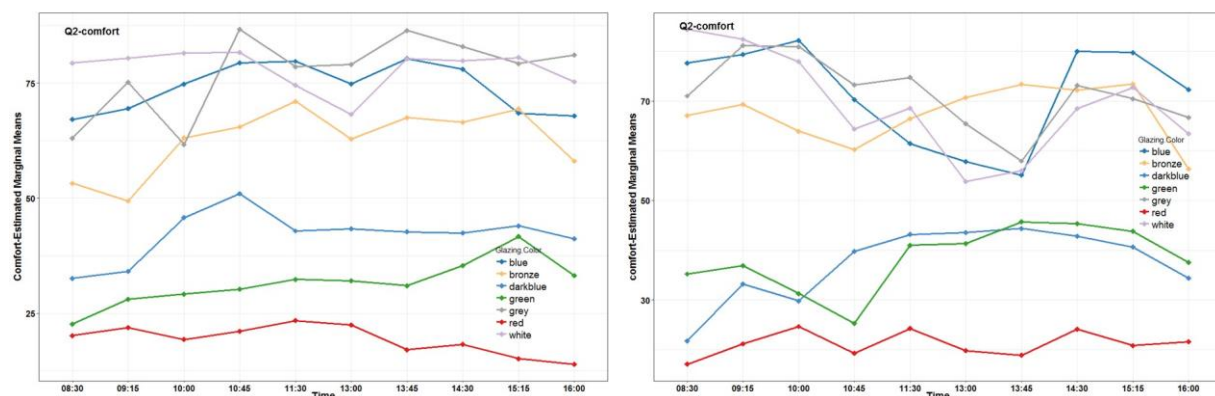 Q2-comfort
Comfort-Estimated Marginal Means
75
50
25
Glazing Color
blue
bronze
darkblue
green
grey
red
white
08:30 09:15 10:00 10:45 11:30 13:00 13:45 14:30 15:15 16:00
Time
Q2-comfort
comfort-Estimated Marginal Means
70
50
30
Glazing Color
blue
bronze
darkblue
green
grey
red
white
08:30 09:15 10:00 10:45 11:30 13:00 13:45 14:30 15:15 16:00
Time